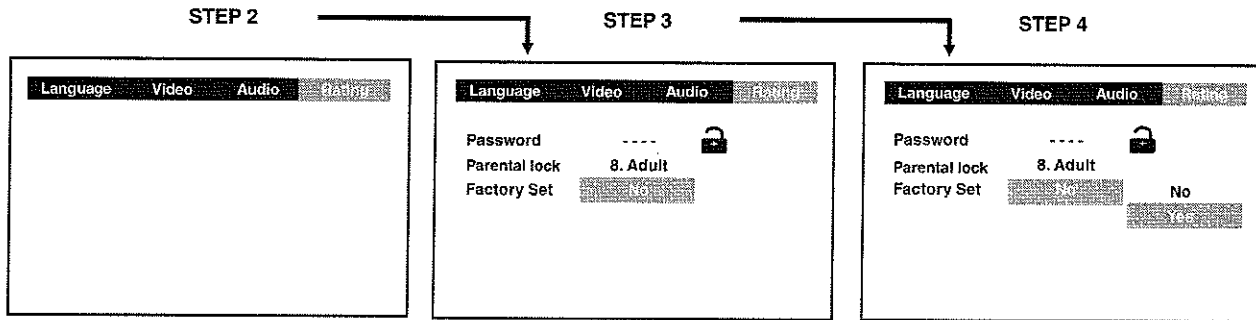 STEP 2
STEP 3
STEP 4
Language Video Audio Rating
Language Video Audio Rating
Password - - - -
Parental lock 8. Adult
Factory Set No
Language Video Audio Rating
Password - - - -
Parental lock 8. Adult
Factory Set No No
Yes